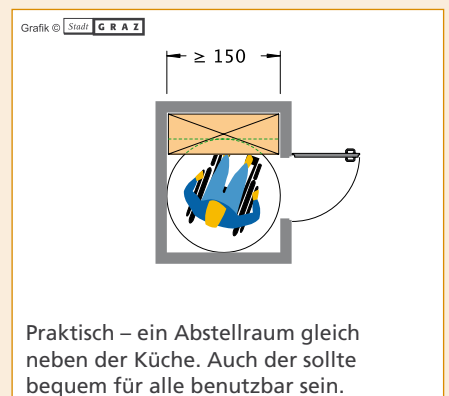 Grafik © Stadt GRAZ
≥ 150
Praktisch – ein Abstellraum gleich
neben der Küche. Auch der sollte
bequem für alle benutzbar sein.